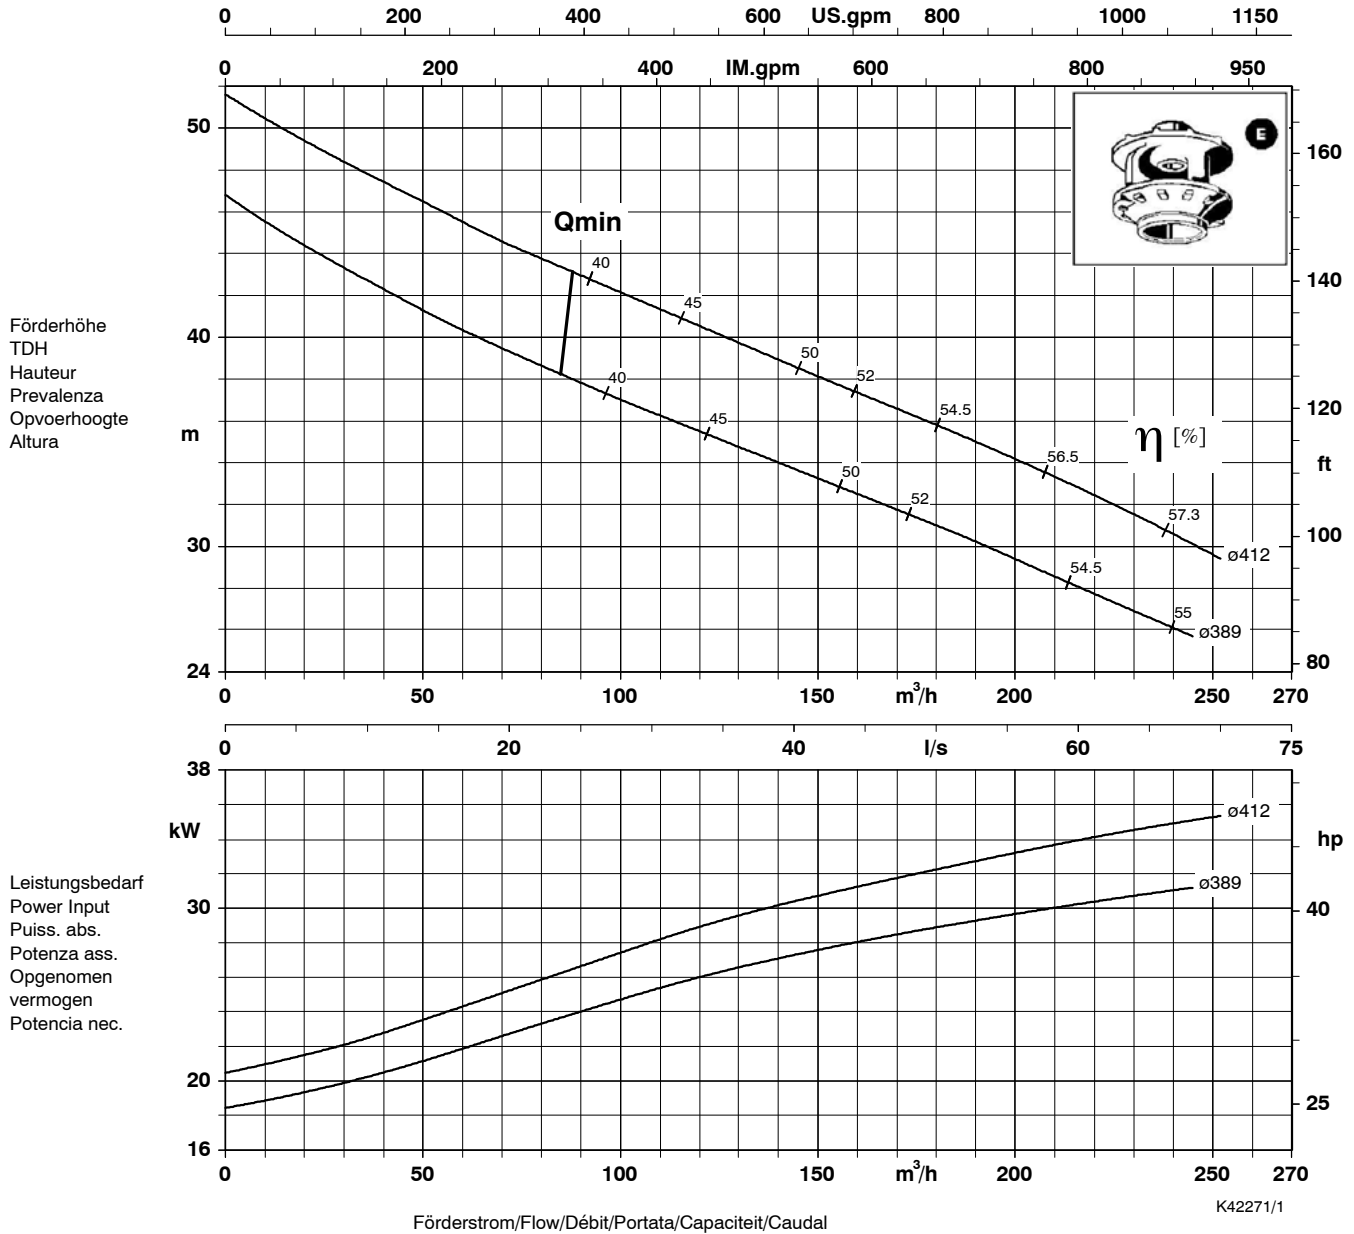 0 200 400 600 US.gpm 800 1000 1150
0 200 400 IM.gpm 600 800 950
E
50
160
Qmin
40
140
45
Förderhöhe
TDH
Hauteur
Prevalenza
Opvoerhoogte
Altura
40
50
52
40
120
54.5
45
m
η [%]
56.5
ft
50
52
57.3
100
30
ø412
54.5
55
ø389
80
24
0 50 100 150 m³/h 200 250 270
0 20 40 l/s 60 75
38
kW
ø412
hp
Leistungsbedarf
Power Input
Puiss. abs.
Potenza ass.
Opgenomen
vermogen
Potencia nec.
ø389
30
40
20
25
16
0 50 100 150 m³/h 200 250 270
K42271/1
Förderstrom/Flow/Débit/Portata/Capaciteit/Caudal